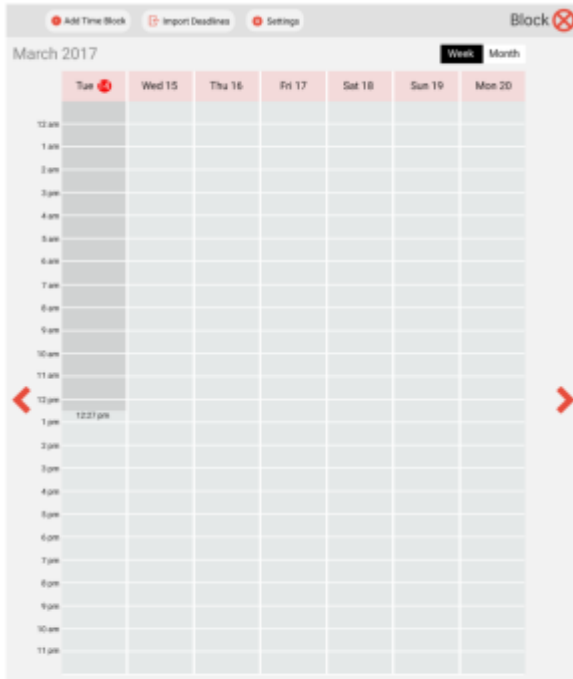 Add Time Block Import Deadlines Settings Block
March 2017 Week Month
Tue 14 Wed 15 Thu 16 Fri 17 Sat 18 Sun 19 Mon 20
12 am
1 am
2 am
3 pm
4 am
5 am
6 am
7 am
8 am
9 am
10 am
11 am
12 pm
12:27 pm
1 pm
2 pm
3 pm
4 pm
5 pm
6 pm
7 pm
8 pm
9 pm
10 am
11 pm